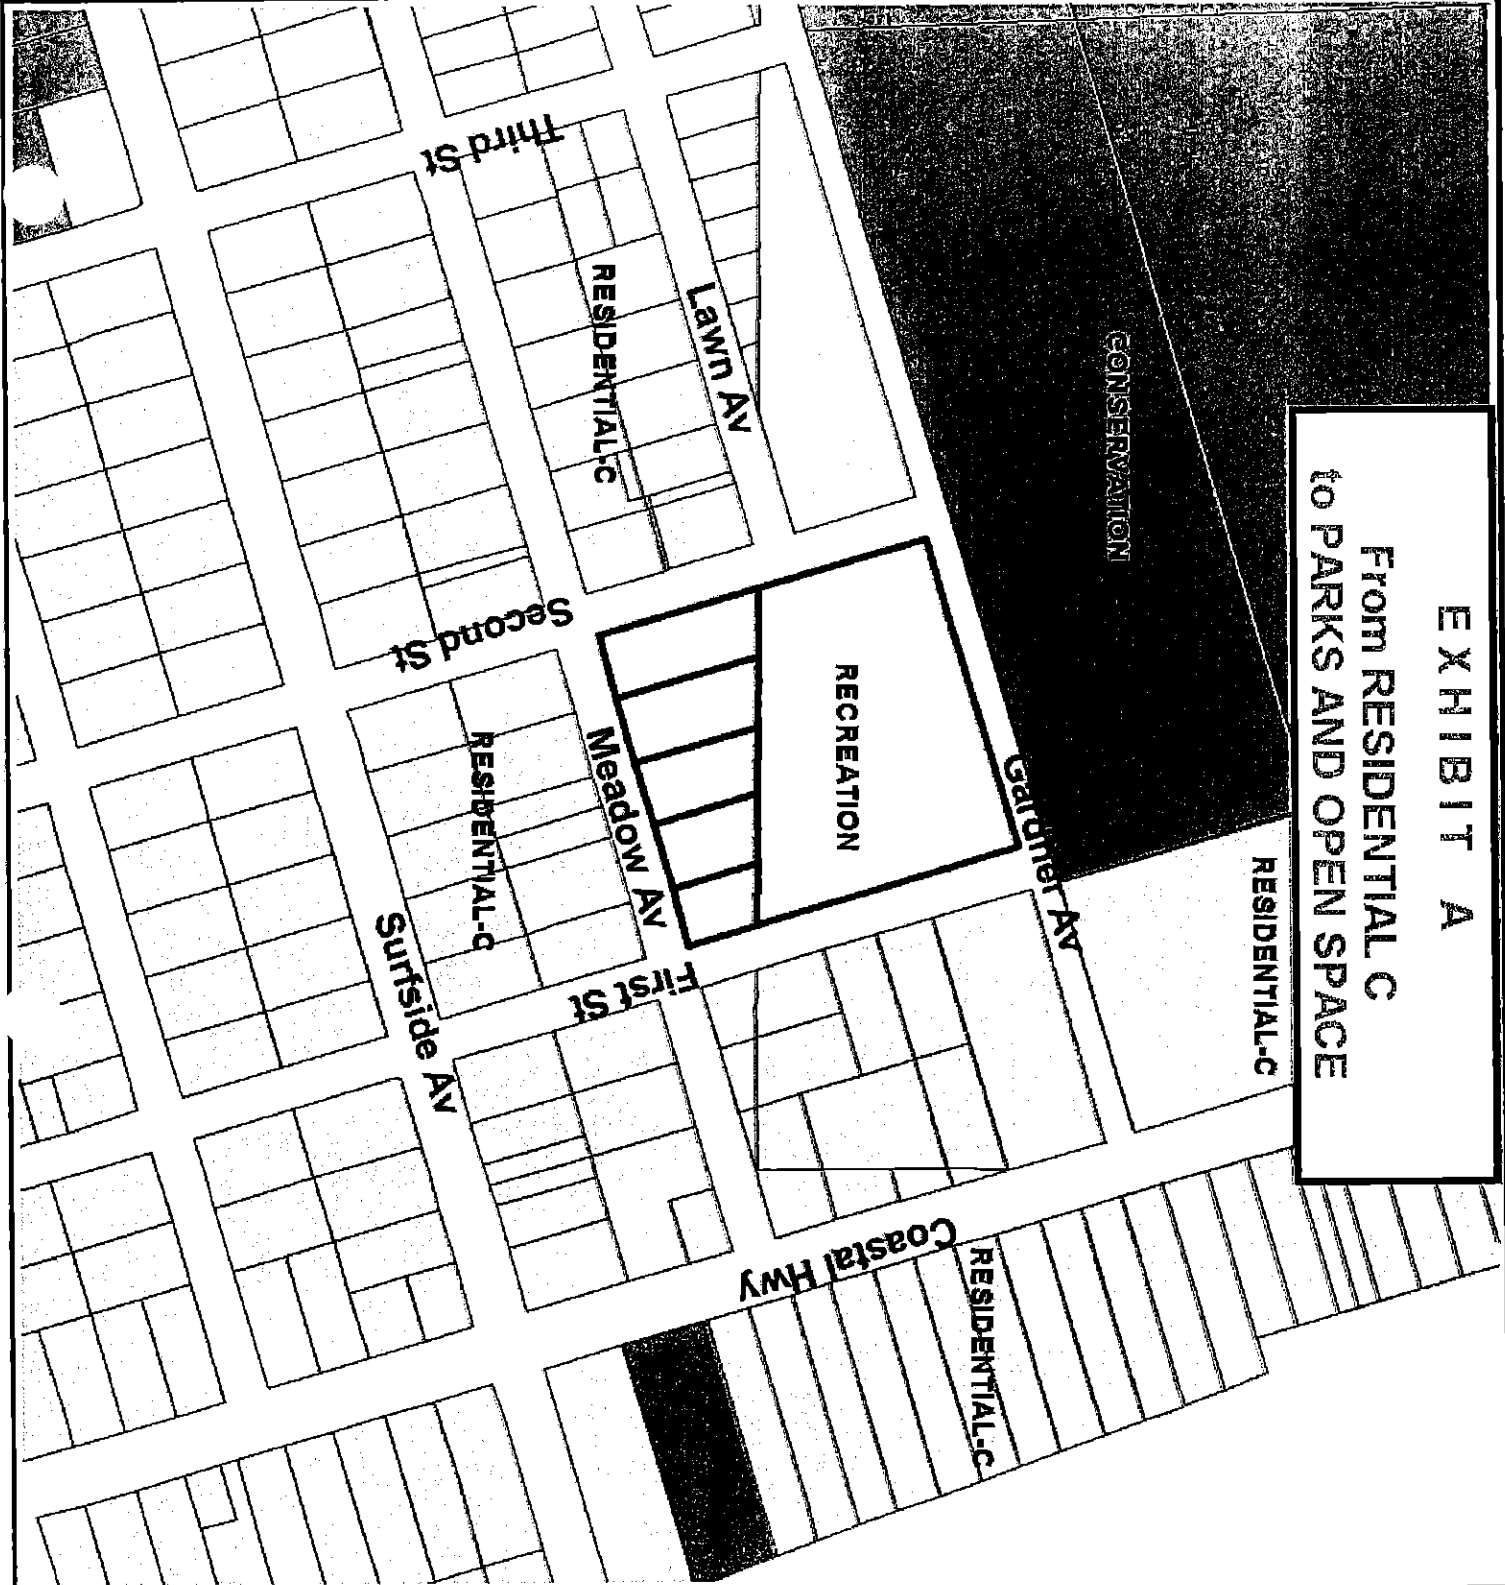 EXHIBIT A
From RESIDENTIAL C
to PARKS AND OPEN SPACE
RESIDENTIAL-C
CONSERVATION
Gardner Av
RECREATION
RESIDENTIAL-C
Coastal Hwy
Lawn Av
Third St
RESIDENTIAL-C
Meadow Av
First St
Second St
RESIDENTIAL-C
Surfside Av